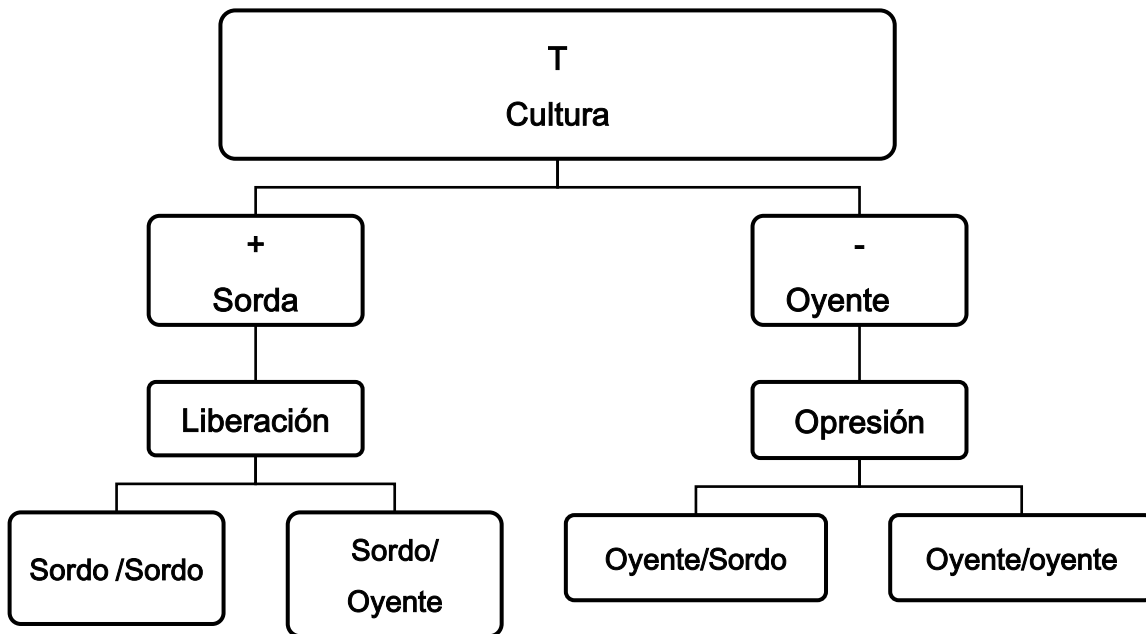 T
Cultura
+
Sorda
-
Oyente
Liberación
Opresión
Sordo /Sordo
Sordo/
Oyente
Oyente/Sordo
Oyente/oyente